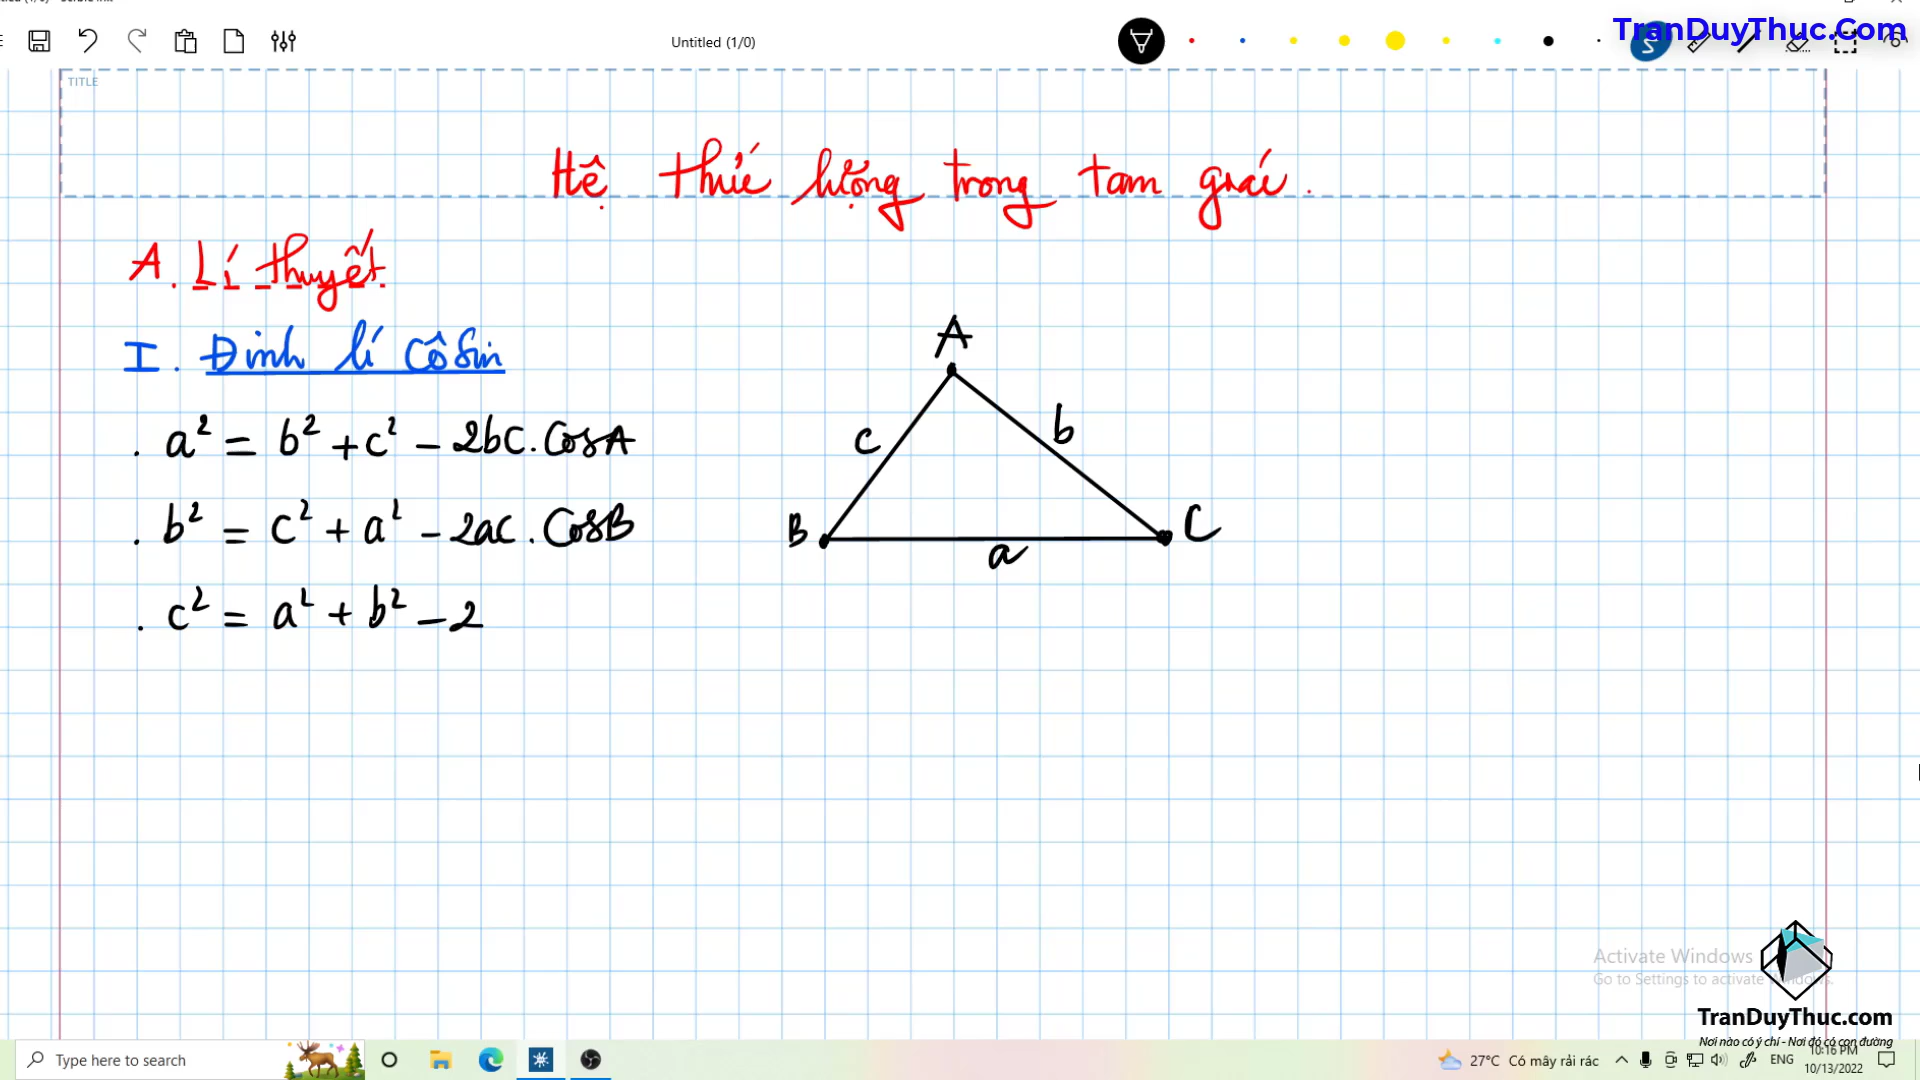 Untitled (1/0)
TranDuyThuc.Com
TITLE
Hệ thức lượng trong tam giác.
A. Lí thuyết
I. Định lí Côsin
. a² = b² + c² - 2bc. CosA
. b² = c² + a² - 2ac. CosB
. c² = a² + b² - 2
A
c
b
B
a
C
Activate Windows
Go to Settings to activate Windows.
TranDuyThuc.com
Nơi nào có ý chí - Nơi đó có con đường
Type here to search
27°C Có mây rải rác
ENG
10:16 PM
10/13/2022